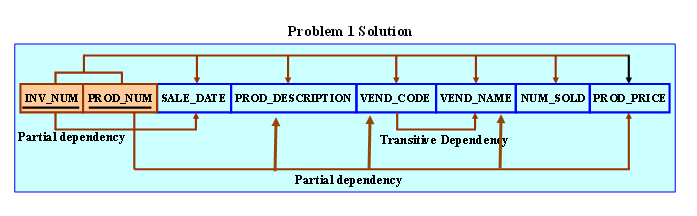 Problem 1 Solution
INV_NUM PROD_NUM SALE_DATE PROD_DESCRIPTION VEND_CODE VEND_NAME NUM_SOLD PROD_PRICE
Partial dependency
Transitive Dependency
Partial dependency